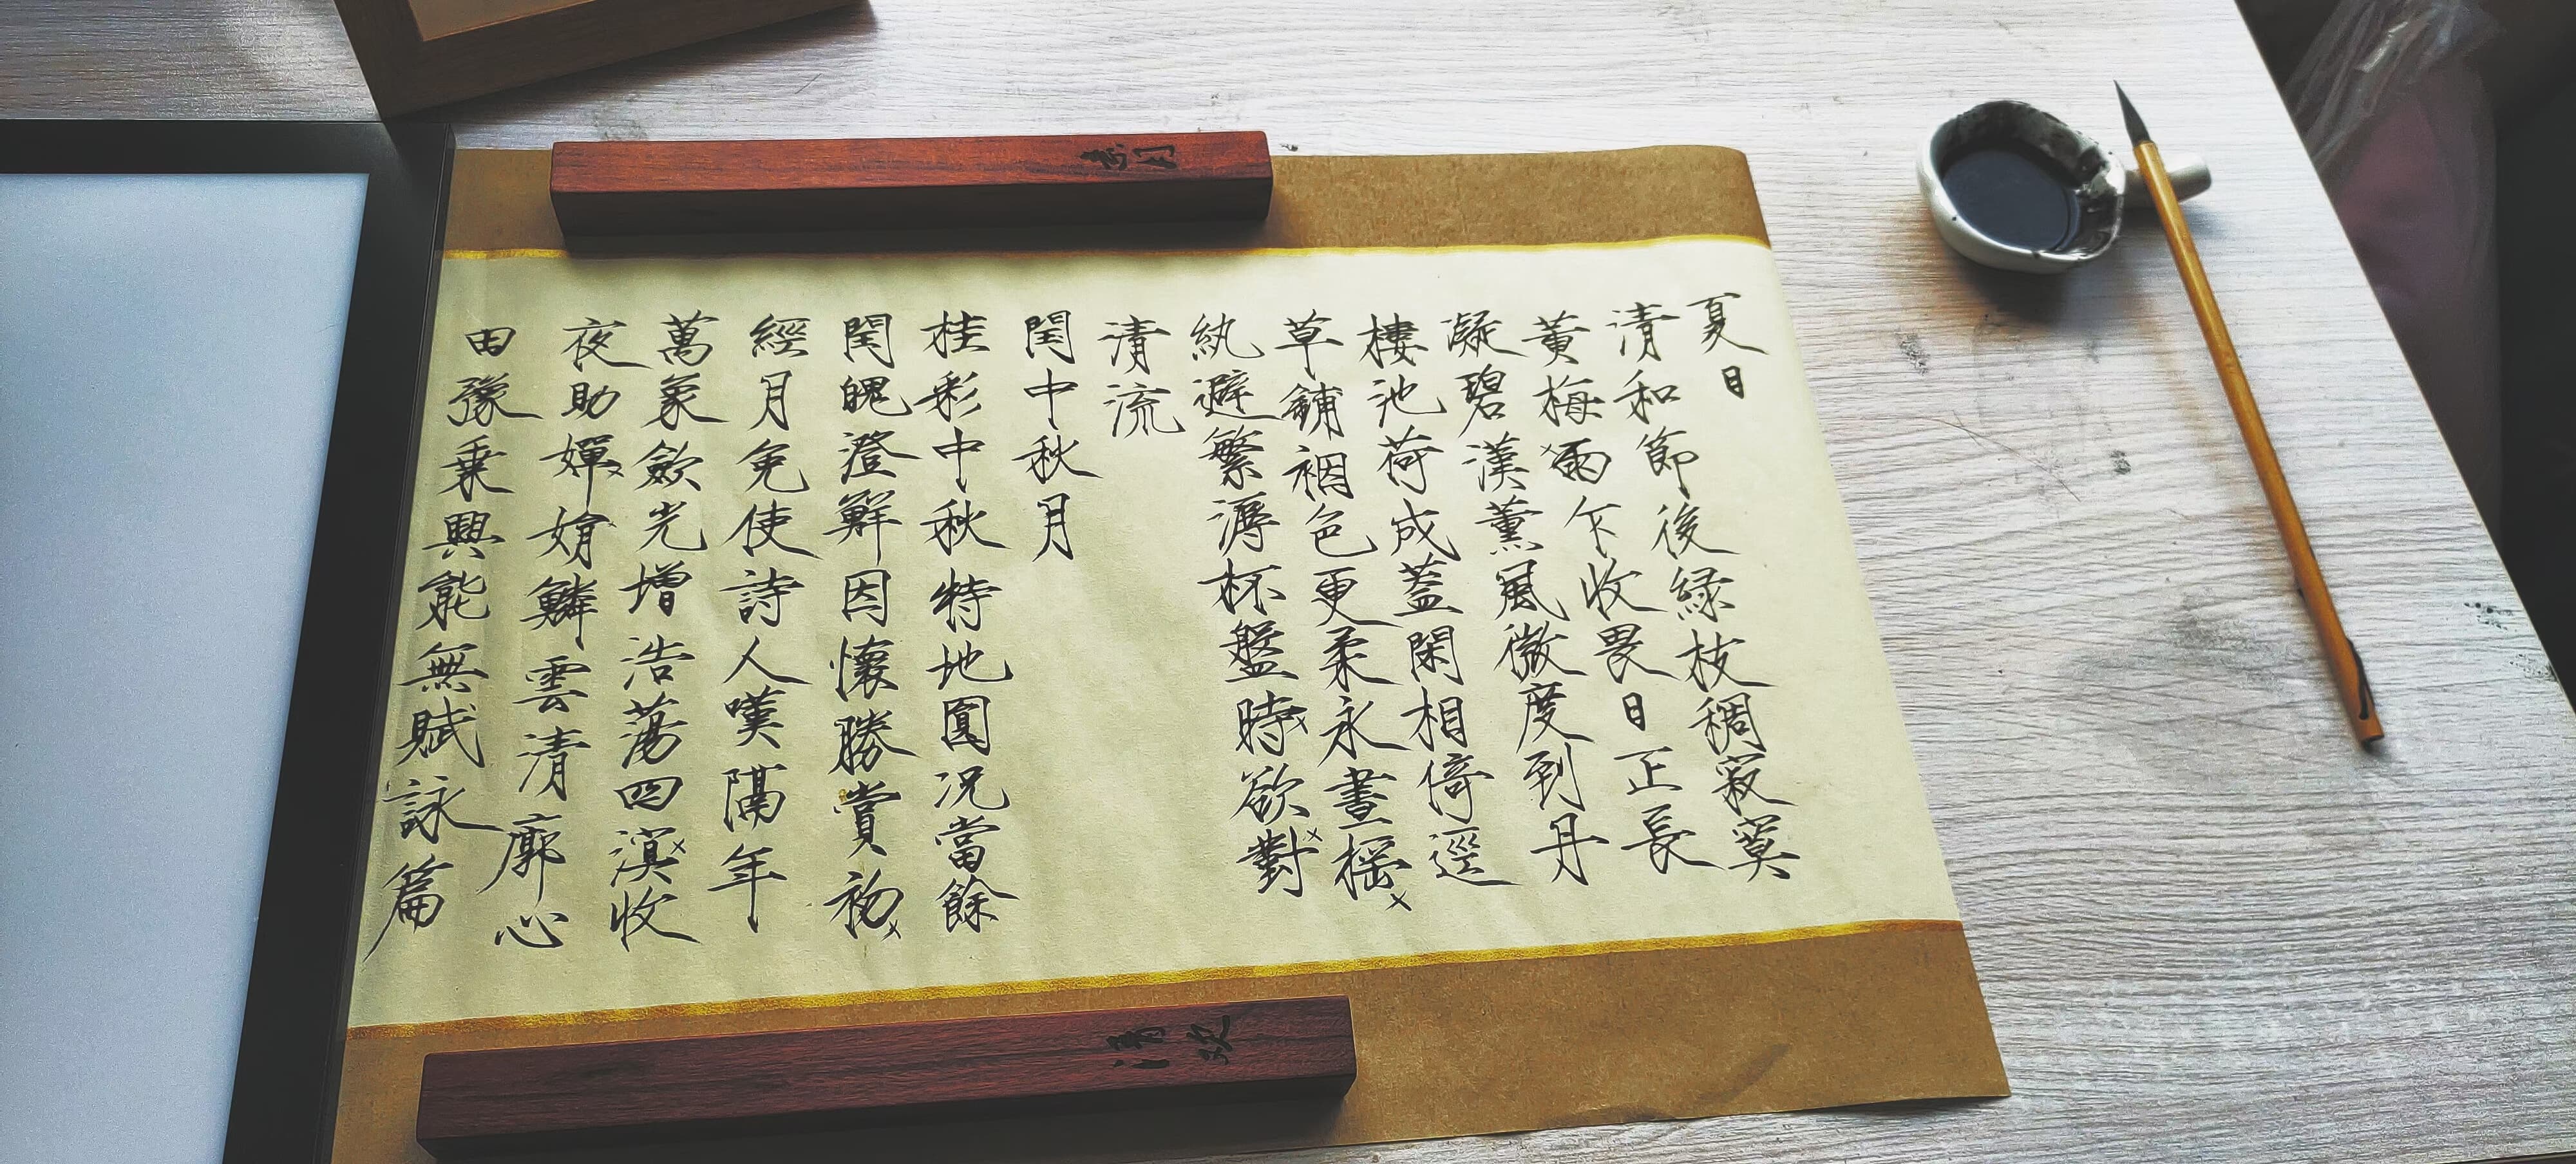 夏日
清和節後緑枝稠寂寞
黃梅雨乍收畏日正長
凝碧漢薰風微度到丹
樓池荷成蓋閑相倚逕
草鋪裀色更柔永晝搖
紈避繁溽杯盤時欲對
清流
閏中秋月
桂彩中秋特地圓況當餘
閏魄澄鮮因懷勝賞初
經月免使詩人嘆隔年
萬象歛光增浩蕩四溟收
夜助嬋娟鱗雲清廓心
田豫乘興能無賦詠篇
素月